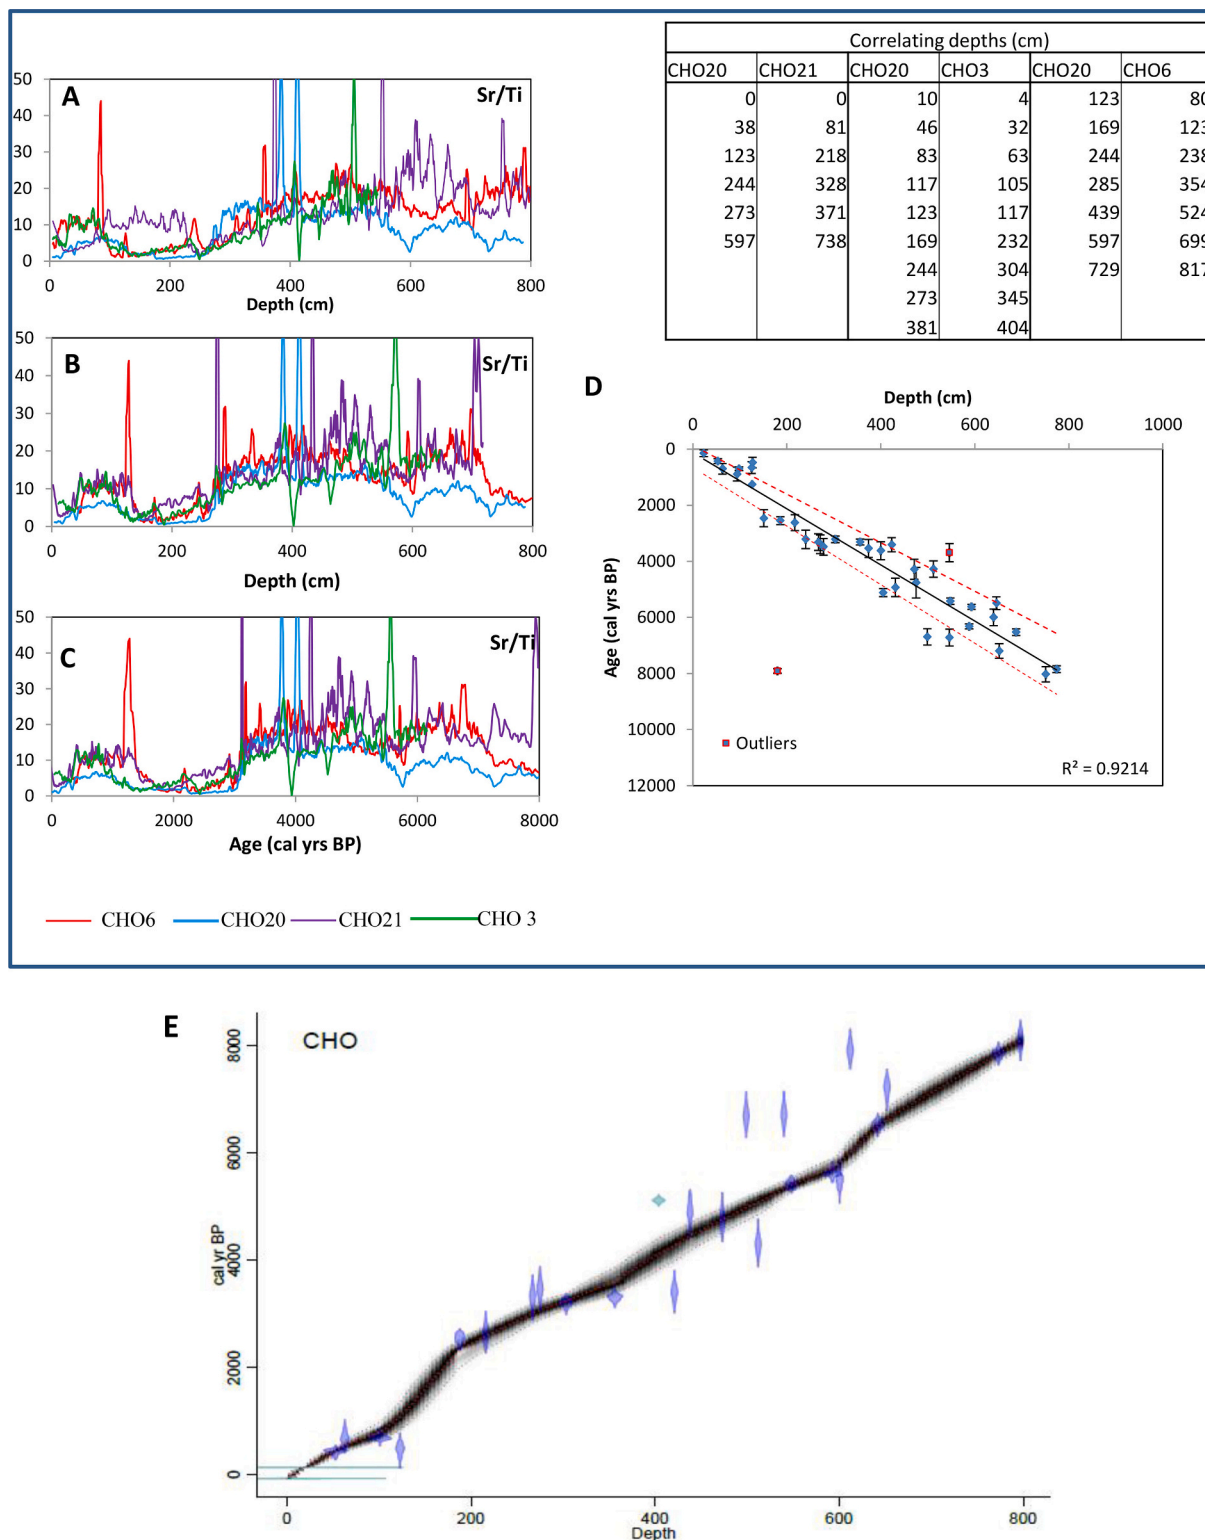 Correlating depths (cm)
CHO20 CHO21 CHO20 CHO3 CHO20 CHO6
0 0 10 4 123 80
38 81 46 32 169 123
123 218 83 63 244 238
244 328 117 105 285 354
273 371 123 117 439 524
597 738 169 232 597 699
244 304 729 817
273 345
381 404
A
Sr/Ti
50
40
30
20
10
0
0 200 400 600 800
Depth (cm)
B
Sr/Ti
50
40
30
20
10
0
0 200 400 600 800
Depth (cm)
C
Sr/Ti
50
40
30
20
10
0
0 2000 4000 6000 8000
Age (cal yrs BP)
CHO6 CHO20 CHO21 CHO 3
D
Depth (cm)
0 200 400 600 800 1000
0
2000
4000
6000
8000
10000
12000
Age (cal yrs BP)
Outliers
R² = 0.9214
E
CHO
cal yr BP
8000
6000
4000
2000
0
0 200 400 600 800
Depth